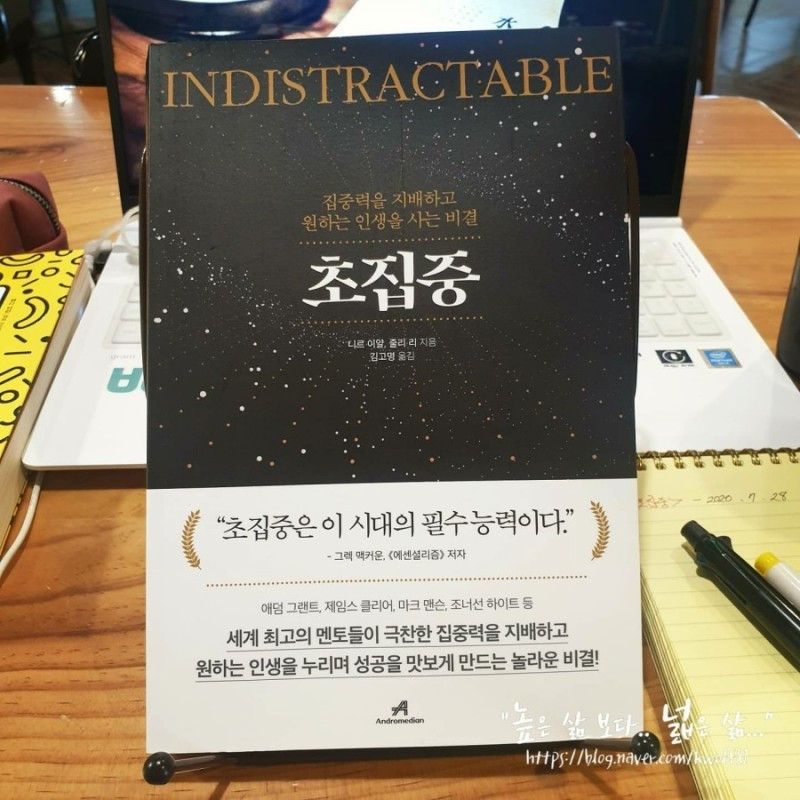 INDISTRACTABLE
집중력을 지배하고
원하는 인생을 사는 비결
초집중
니르 이얄, 줄리 리 지음
김고명 옮김
“초집중은 이 시대의 필수 능력이다.”
- 그렉 맥커운, 《에센셜리즘》 저자
애덤 그랜트, 제임스 클리어, 마크 맨슨, 조너선 하이트 등
세계 최고의 멘토들이 극찬한 집중력을 지배하고
원하는 인생을 누리며 성공을 맛보게 만드는 놀라운 비결!
Andromedian
- 2020. 7. 28
"높은 삶 보다.. 넓은 삶..."